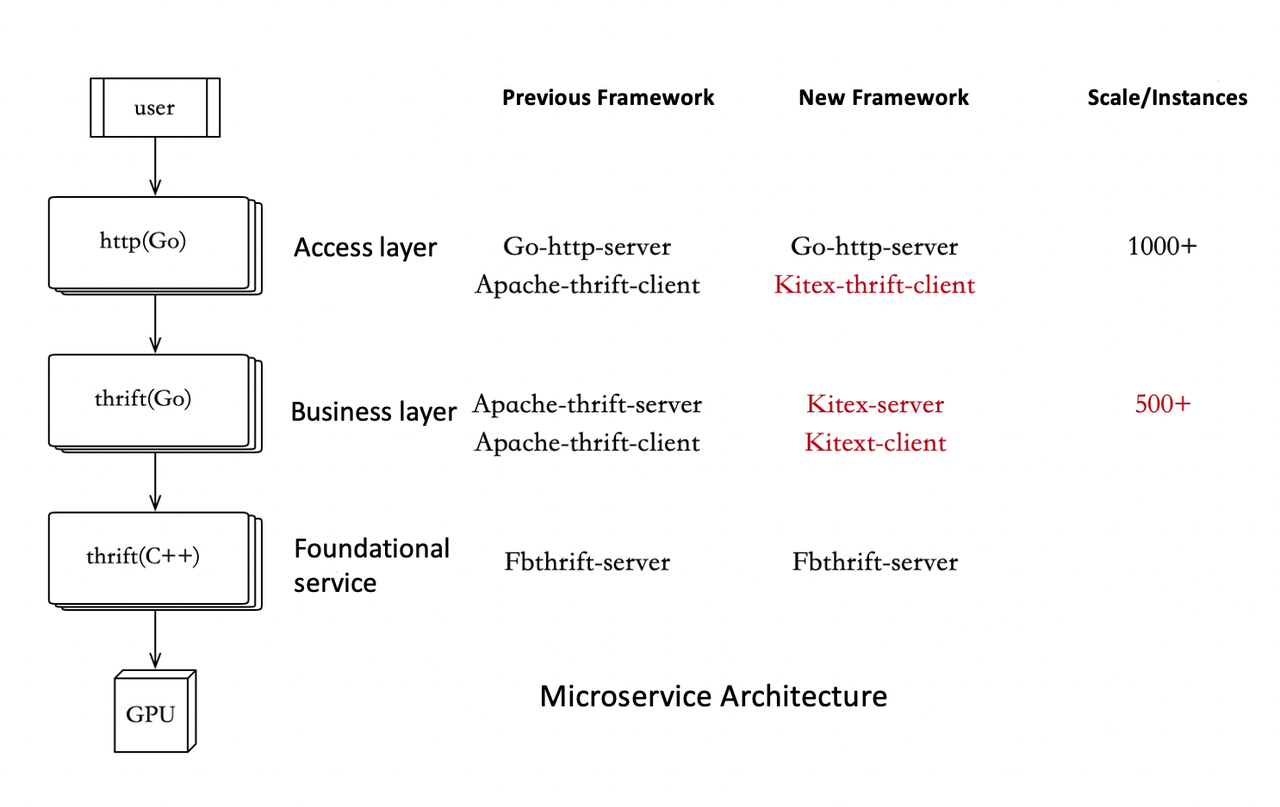 user
Previous Framework
New Framework
Scale/Instances
http(Go)
Access layer
Go-http-server
Go-http-server
1000+
Apache-thrift-client
Kitex-thrift-client
thrift(Go)
Business layer
Apache-thrift-server
Kitex-server
500+
Apache-thrift-client
Kitext-client
thrift(C++)
Foundational
service
Fbthrift-server
Fbthrift-server
GPU
Microservice Architecture